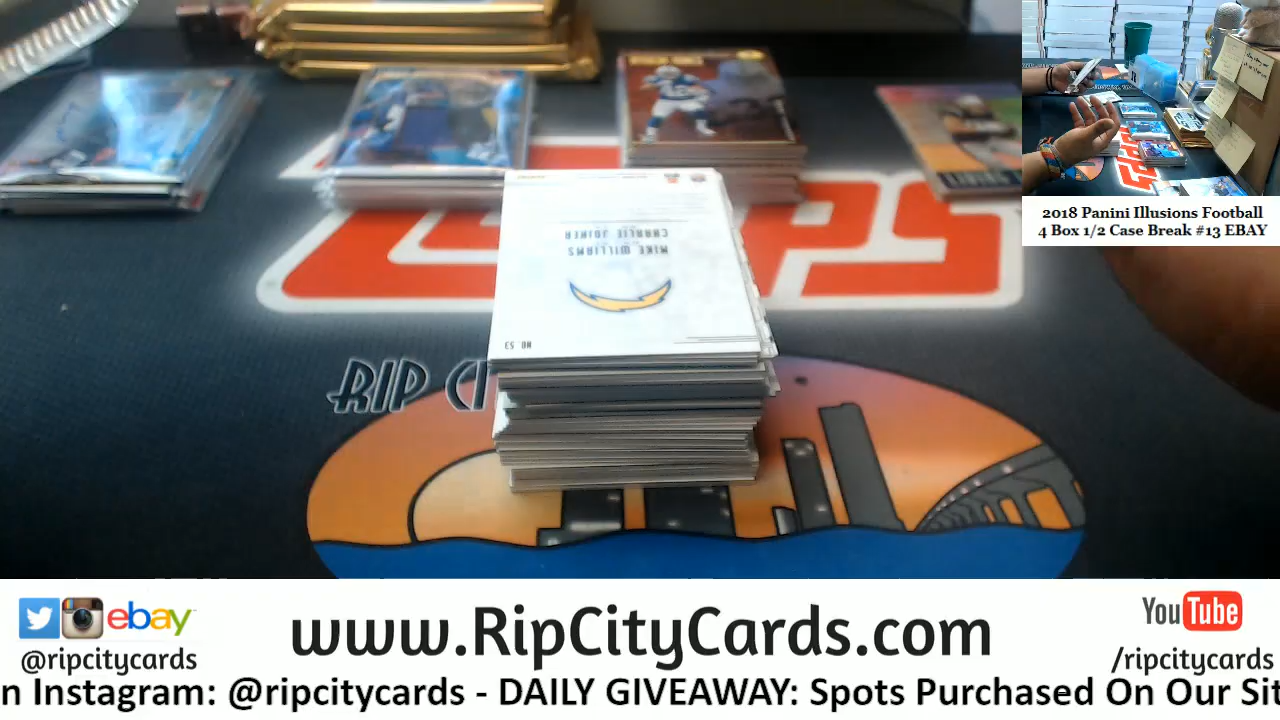 2018 Panini Illusions Football
4 Box 1/2 Case Break #13 EBAY
CHARLIE JOINER
MIKE WILLIAMS
NO. 53
RIP CI
ebay
@ripcitycards
www.RipCityCards.com
YouTube
/ripcitycards
n Instagram: @ripcitycards - DAILY GIVEAWAY: Spots Purchased On Our Sit